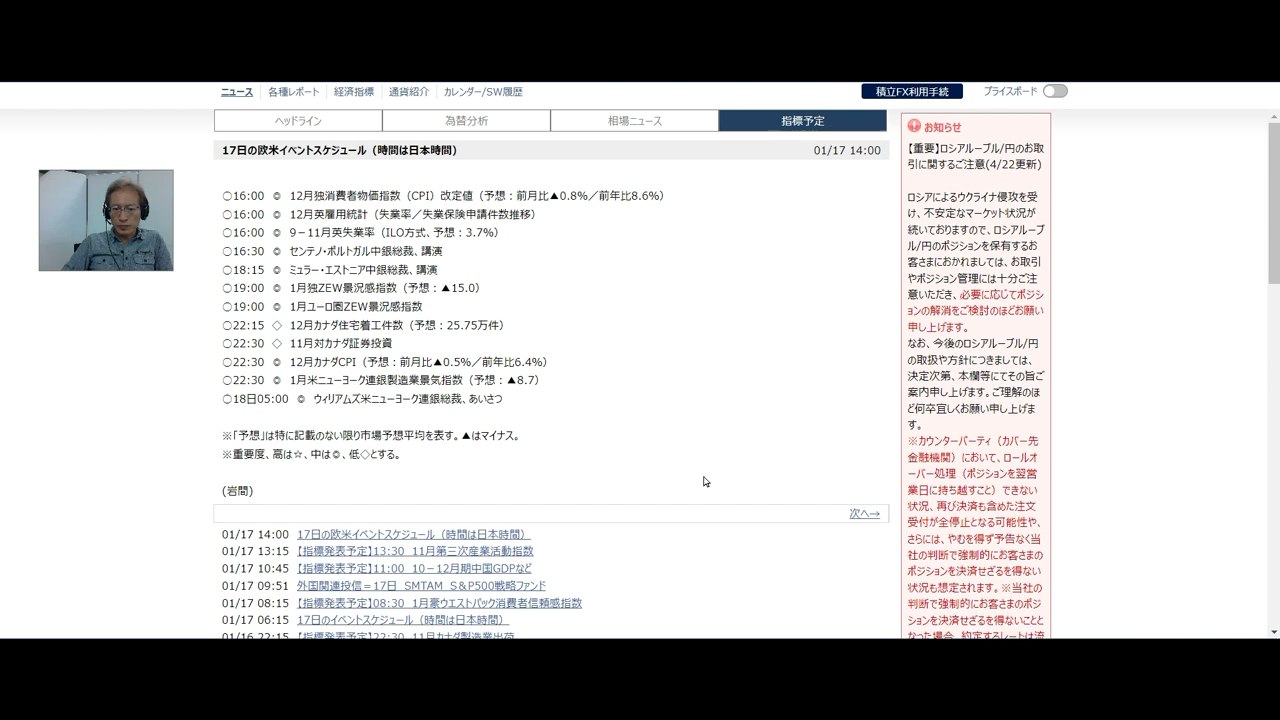 ニュース 各種レポート 経済指標 通貨紹介 カレンダー/SW履歴 積立FX利用手続 プライスボード
ヘッドライン 為替分析 相場ニュース 指標予定
17日の欧米イベントスケジュール（時間は日本時間） 01/17 14:00
○16:00 ◎ 12月独消費者物価指数（CPI）改定値（予想：前月比▲0.8%／前年比8.6%）
○16:00 ◎ 12月英雇用統計（失業率／失業保険申請件数推移）
○16:00 ◎ 9－11月英失業率（ILO方式、予想：3.7%）
○16:30 ◎ センテノ・ポルトガル中銀総裁、講演
○18:15 ◎ ミュラー・エストニア中銀総裁、講演
○19:00 ◎ 1月独ZEW景況感指数（予想：▲15.0）
○19:00 ◎ 1月ユーロ圏ZEW景況感指数
○22:15 ◇ 12月カナダ住宅着工件数（予想：25.75万件）
○22:30 ◇ 11月対カナダ証券投資
○22:30 ◎ 12月カナダCPI（予想：前月比▲0.5%／前年比6.4%）
○22:30 ◎ 1月米ニューヨーク連銀製造業景気指数（予想：▲8.7）
○18日05:00 ◎ ウィリアムズ米ニューヨーク連銀総裁、あいさつ
※「予想」は特に記載のない限り市場予想平均を表す。▲はマイナス。
※重要度、高は☆、中は◎、低◇とする。
(岩間)
次へ→
01/17 14:00 17日の欧米イベントスケジュール（時間は日本時間）
01/17 13:15 【指標発表予定】13:30 11月第三次産業活動指数
01/17 10:45 【指標発表予定】11:00 10－12月期中国GDPなど
01/17 09:51 外国関連投信＝17日 SMTAM S＆P500戦略ファンド
01/17 08:15 【指標発表予定】08:30 1月豪ウエストパック消費者信頼感指数
01/17 06:15 17日のイベントスケジュール（時間は日本時間）
01/16 22:15 【指標発表予定】22:30 11月カナダ製造業出荷
お知らせ
【重要】ロシアルーブル/円のお取
引に関するご注意(4/22更新)
ロシアによるウクライナ侵攻を受
け、不安定なマーケット状況が
続いておりますので、ロシアルーブ
ル/円のポジションを保有するお
客さまにおかれましては、お取引
やポジション管理には十分ご注
意いただき、必要に応じてポジシ
ョンの解消をご検討のほどお願い
申し上げます。
なお、今後のロシアルーブル/円
の取扱や方針につきましては、
決定次第、本欄等にてその旨ご
案内申し上げます。ご理解のほ
ど何卒宜しくお願い申し上げま
す。
※カウンターパーティ（カバー先
金融機関）において、ロールオ
ーバー処理（ポジションを翌営
業日に持ち越すこと）できない
状況、再び決済も含めた注文
受付が全停止となる可能性や、
さらには、やむを得ず予告なく当
社の判断で強制的にお客さまの
ポジションを決済せざるを得ない
状況も想定されます。※当社の
判断で強制的にお客さまのポジ
ションを決済せざるを得ないことと
なった場合、約定するレートは流